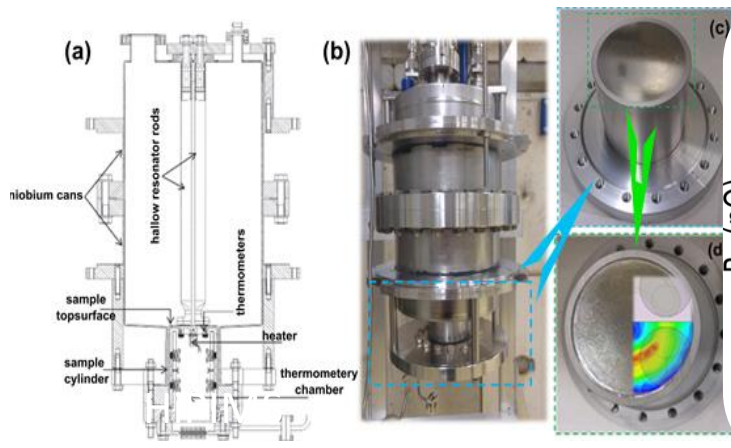 (a)
niobium cans
hallow resonator rods
thermometers
sample
topsurface
heater
sample
cylinder
thermometery
chamber
(b)
(c)
(d)